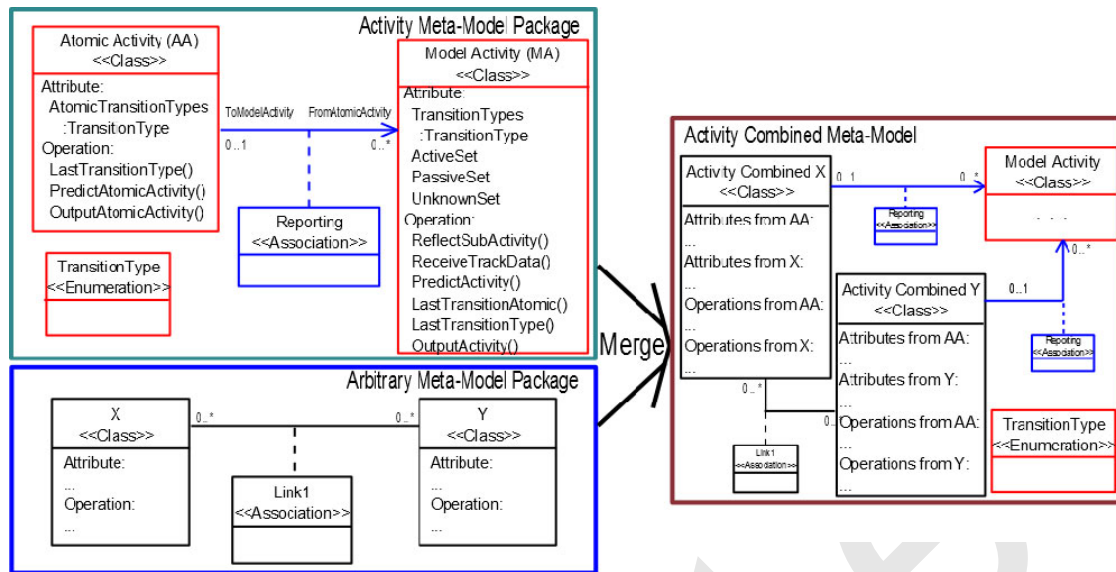 Activity Meta-Model Package
Atomic Activity (AA)
<<Class>>
Attribute:
AtomicTransitionTypes
:TransitionType
Operation:
LastTransitionType()
PredictAtomicActivity()
OutputAtomicActivity()
ToModelActivity
FromAtomicActivity
0..1
0..*
Reporting
<<Association>>
TransitionType
<<Enumeration>>
Model Activity (MA)
<<Class>>
Attribute:
TransitionTypes
:TransitionType
ActiveSet
PassiveSet
UnknownSet
Operation:
ReflectSubActivity()
ReceiveTrackData()
PredictActivity()
LastTransitionAtomic()
LastTransitionType()
OutputActivity()
Arbitrary Meta-Model Package
X
<<Class>>
Attribute:
...
Operation:
...
0..*
0..*
Link1
<<Association>>
Y
<<Class>>
Attribute:
...
Operation:
...
Merge
Activity Combined Meta-Model
Activity Combined X
<<Class>>
Attributes from AA:
...
Attributes from X:
...
Operations from AA:
...
Operations from X:
...
0..1
0..*
Reporting
<<Association>>
Model Activity
<<Class>>
. . .
0..*
Activity Combined Y
<<Class>>
Attributes from AA:
...
Attributes from Y:
...
Operations from AA:
...
Operations from Y:
...
0..1
Reporting
<<Association>>
0..*
0..
Link1
<<Association>>
TransitionType
<<Enumeration>>